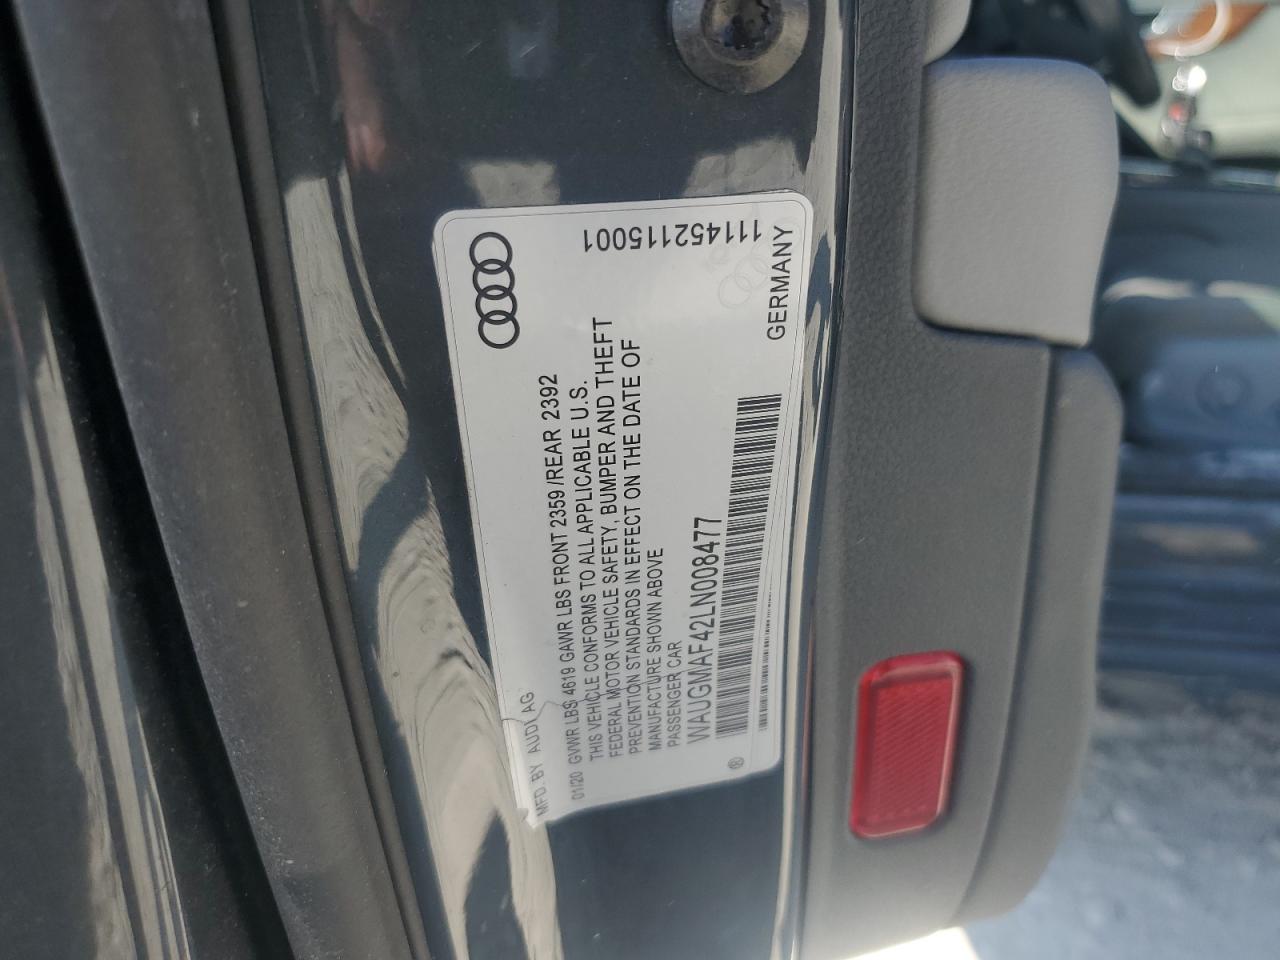 MFD. BY AUDI AG
01/20 GVWR LBS 4619 GAWR LBS FRONT 2359 /REAR 2392
THIS VEHICLE CONFORMS TO ALL APPLICABLE U.S.
FEDERAL MOTOR VEHICLE SAFETY, BUMPER AND THEFT
PREVENTION STANDARDS IN EFFECT ON THE DATE OF
MANUFACTURE SHOWN ABOVE
PASSENGER CAR
WAUGMAF42LN008477
®
GERMANY
111452115001